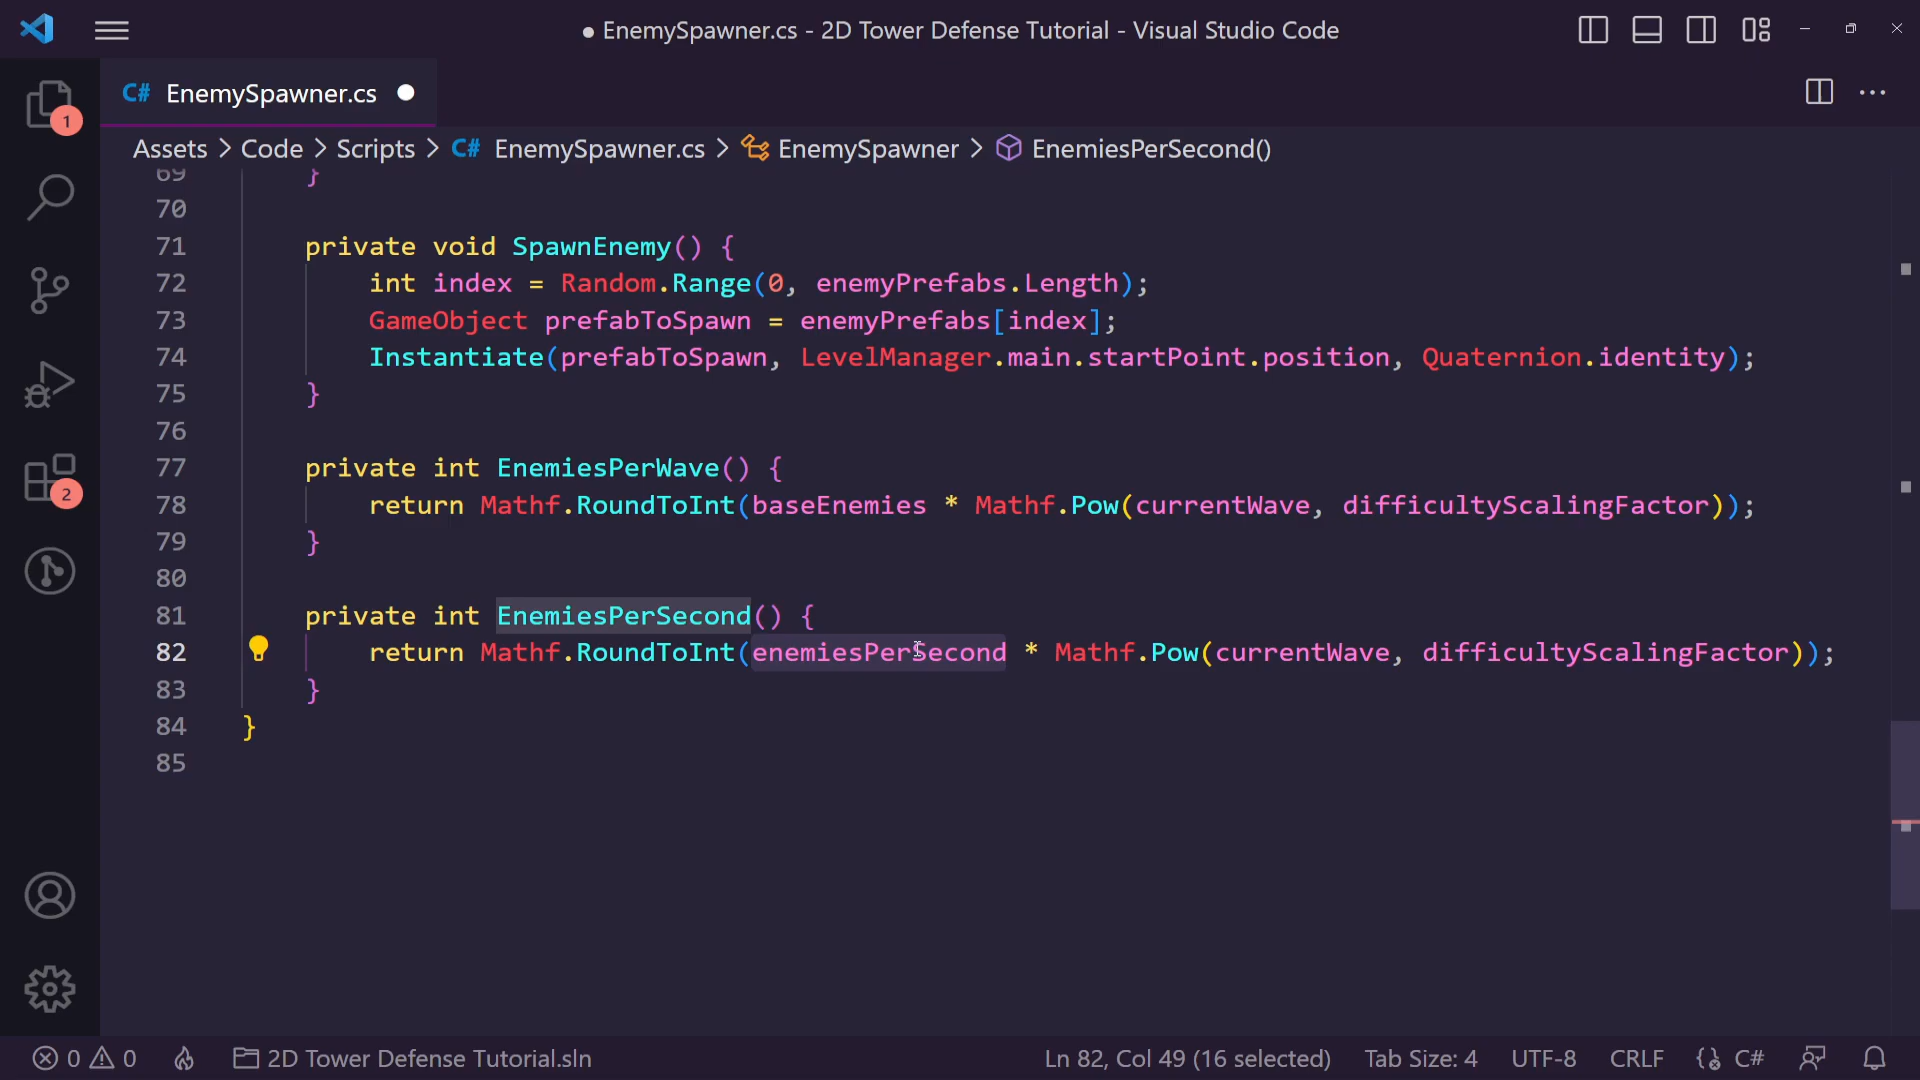 EnemySpawner.cs - 2D Tower Defense Tutorial - Visual Studio Code
C# EnemySpawner.cs
1
Assets > Code > Scripts > C# EnemySpawner.cs > EnemySpawner > EnemiesPerSecond()
69 }
70
71 private void SpawnEnemy() {
72 int index = Random.Range(0, enemyPrefabs.Length);
73 GameObject prefabToSpawn = enemyPrefabs[index];
74 Instantiate(prefabToSpawn, LevelManager.main.startPoint.position, Quaternion.identity);
75 }
76
77 private int EnemiesPerWave() {
2
78 return Mathf.RoundToInt(baseEnemies * Mathf.Pow(currentWave, difficultyScalingFactor));
79 }
80
81 private int EnemiesPerSecond() {
82 return Mathf.RoundToInt(enemiesPerSecond * Mathf.Pow(currentWave, difficultyScalingFactor));
83 }
84 }
85
0 0 2D Tower Defense Tutorial.sln Ln 82, Col 49 (16 selected) Tab Size: 4 UTF-8 CRLF C#